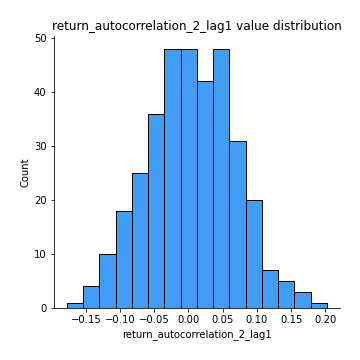 return_autocorrelation_2_lag1 value distribution
50
40
30
20
10
0
Count
−0.15 −0.10 −0.05 0.00 0.05 0.10 0.15 0.20
return_autocorrelation_2_lag1